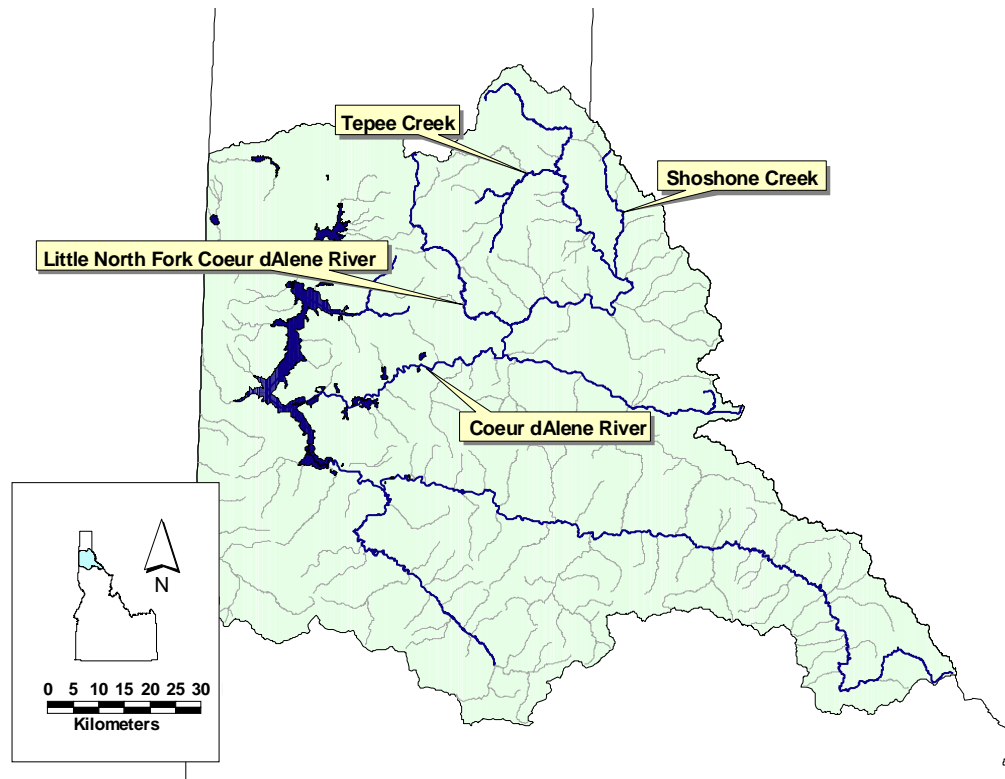 Tepee Creek
Shoshone Creek
Little North Fork Coeur dAlene River
Coeur dAlene River
N
0 5 10 15 20 25 30
Kilometers